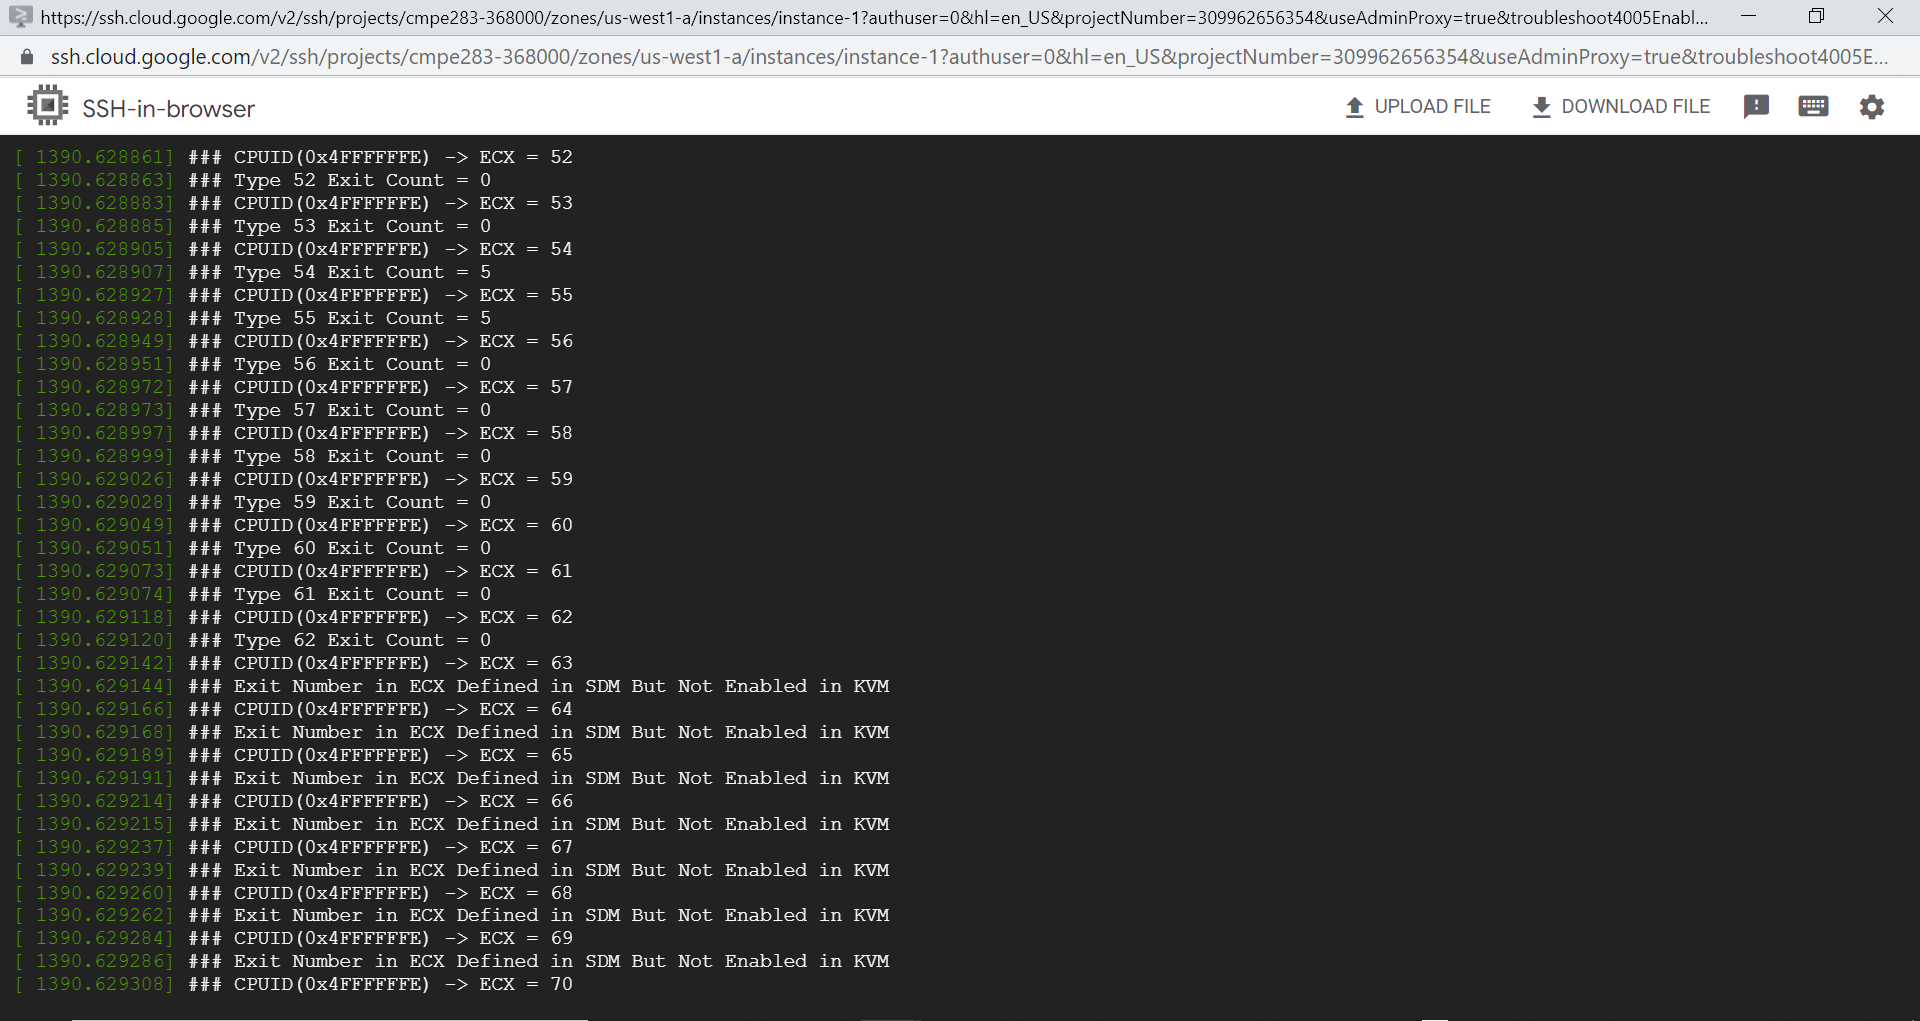 https://ssh.cloud.google.com/v2/ssh/projects/cmpe283-368000/zones/us-west1-a/instances/instance-1?authuser=0&hl=en_US&projectNumber=309962656354&useAdminProxy=true&troubleshoot4005Enabl...
ssh.cloud.google.com/v2/ssh/projects/cmpe283-368000/zones/us-west1-a/instances/instance-1?authuser=0&hl=en_US&projectNumber=309962656354&useAdminProxy=true&troubleshoot4005E...
SSH-in-browser UPLOAD FILE DOWNLOAD FILE
[ 1390.628861] ### CPUID(0x4FFFFFFE) -> ECX = 52
[ 1390.628863] ### Type 52 Exit Count = 0
[ 1390.628883] ### CPUID(0x4FFFFFFE) -> ECX = 53
[ 1390.628885] ### Type 53 Exit Count = 0
[ 1390.628905] ### CPUID(0x4FFFFFFE) -> ECX = 54
[ 1390.628907] ### Type 54 Exit Count = 5
[ 1390.628927] ### CPUID(0x4FFFFFFE) -> ECX = 55
[ 1390.628928] ### Type 55 Exit Count = 5
[ 1390.628949] ### CPUID(0x4FFFFFFE) -> ECX = 56
[ 1390.628951] ### Type 56 Exit Count = 0
[ 1390.628972] ### CPUID(0x4FFFFFFE) -> ECX = 57
[ 1390.628973] ### Type 57 Exit Count = 0
[ 1390.628997] ### CPUID(0x4FFFFFFE) -> ECX = 58
[ 1390.628999] ### Type 58 Exit Count = 0
[ 1390.629026] ### CPUID(0x4FFFFFFE) -> ECX = 59
[ 1390.629028] ### Type 59 Exit Count = 0
[ 1390.629049] ### CPUID(0x4FFFFFFE) -> ECX = 60
[ 1390.629051] ### Type 60 Exit Count = 0
[ 1390.629073] ### CPUID(0x4FFFFFFE) -> ECX = 61
[ 1390.629074] ### Type 61 Exit Count = 0
[ 1390.629118] ### CPUID(0x4FFFFFFE) -> ECX = 62
[ 1390.629120] ### Type 62 Exit Count = 0
[ 1390.629142] ### CPUID(0x4FFFFFFE) -> ECX = 63
[ 1390.629144] ### Exit Number in ECX Defined in SDM But Not Enabled in KVM
[ 1390.629166] ### CPUID(0x4FFFFFFE) -> ECX = 64
[ 1390.629168] ### Exit Number in ECX Defined in SDM But Not Enabled in KVM
[ 1390.629189] ### CPUID(0x4FFFFFFE) -> ECX = 65
[ 1390.629191] ### Exit Number in ECX Defined in SDM But Not Enabled in KVM
[ 1390.629214] ### CPUID(0x4FFFFFFE) -> ECX = 66
[ 1390.629215] ### Exit Number in ECX Defined in SDM But Not Enabled in KVM
[ 1390.629237] ### CPUID(0x4FFFFFFE) -> ECX = 67
[ 1390.629239] ### Exit Number in ECX Defined in SDM But Not Enabled in KVM
[ 1390.629260] ### CPUID(0x4FFFFFFE) -> ECX = 68
[ 1390.629262] ### Exit Number in ECX Defined in SDM But Not Enabled in KVM
[ 1390.629284] ### CPUID(0x4FFFFFFE) -> ECX = 69
[ 1390.629286] ### Exit Number in ECX Defined in SDM But Not Enabled in KVM
[ 1390.629308] ### CPUID(0x4FFFFFFE) -> ECX = 70